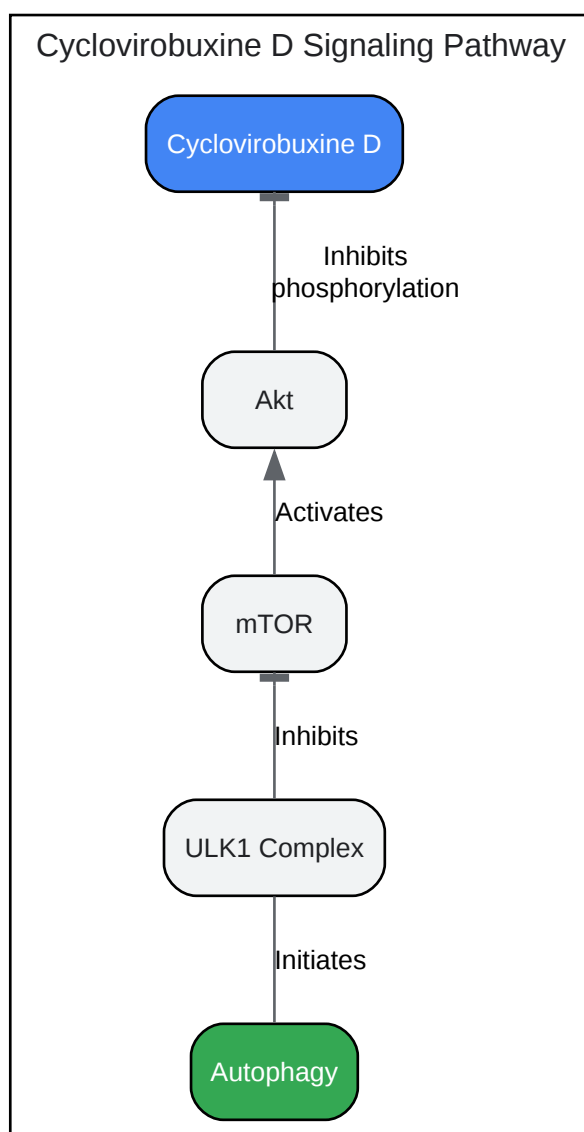 Cyclovirobuxine D Signaling Pathway
Cyclovirobuxine D
Inhibits
phosphorylation
Akt
Activates
mTOR
Inhibits
ULK1 Complex
Initiates
Autophagy